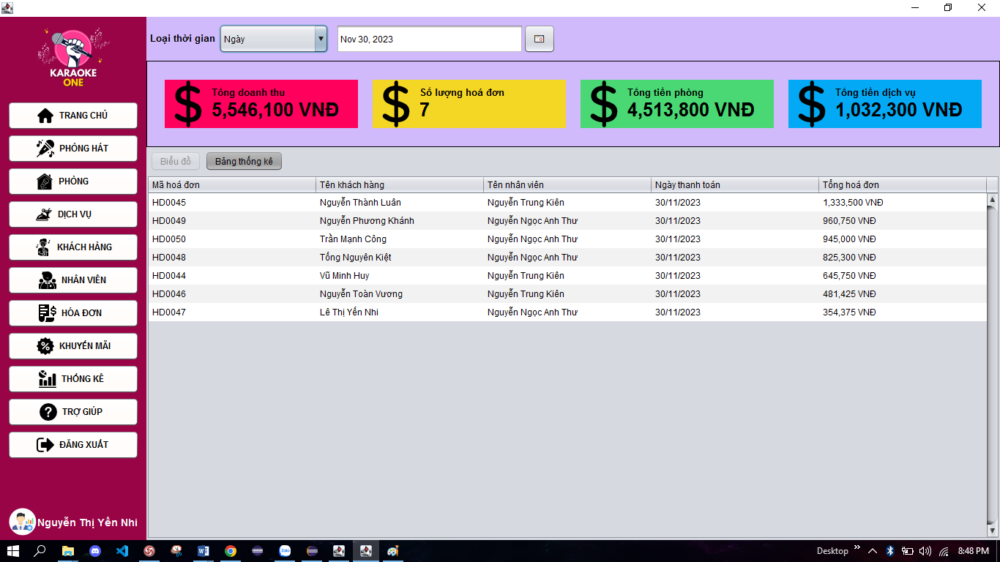 KARAOKE
ONE
TRANG CHỦ
PHÒNG HÁT
PHÒNG
DỊCH VỤ
KHÁCH HÀNG
NHÂN VIÊN
HÓA ĐƠN
KHUYẾN MÃI
THỐNG KÊ
TRỢ GIÚP
ĐĂNG XUẤT
Nguyễn Thị Yến Nhi
Loại thời gian Ngày Nov 30, 2023
$ Tổng doanh thu
5,546,100 VNĐ
$ Số lượng hoá đơn
7
$ Tổng tiền phòng
4,513,800 VNĐ
$ Tổng tiền dịch vụ
1,032,300 VNĐ
Biểu đồ Bảng thống kê
Mã hoá đơn Tên khách hàng Tên nhân viên Ngày thanh toán Tổng hoá đơn
HD0045 Nguyễn Thành Luân Nguyễn Trung Kiên 30/11/2023 1,333,500 VNĐ
HD0049 Nguyễn Phương Khánh Nguyễn Ngọc Anh Thư 30/11/2023 960,750 VNĐ
HD0050 Trần Mạnh Công Nguyễn Ngọc Anh Thư 30/11/2023 945,000 VNĐ
HD0048 Tống Nguyên Kiệt Nguyễn Ngọc Anh Thư 30/11/2023 825,300 VNĐ
HD0044 Vũ Minh Huy Nguyễn Trung Kiên 30/11/2023 645,750 VNĐ
HD0046 Nguyễn Toàn Vương Nguyễn Trung Kiên 30/11/2023 481,425 VNĐ
HD0047 Lê Thị Yến Nhi Nguyễn Ngọc Anh Thư 30/11/2023 354,375 VNĐ
Zalo
Desktop 8:48 PM